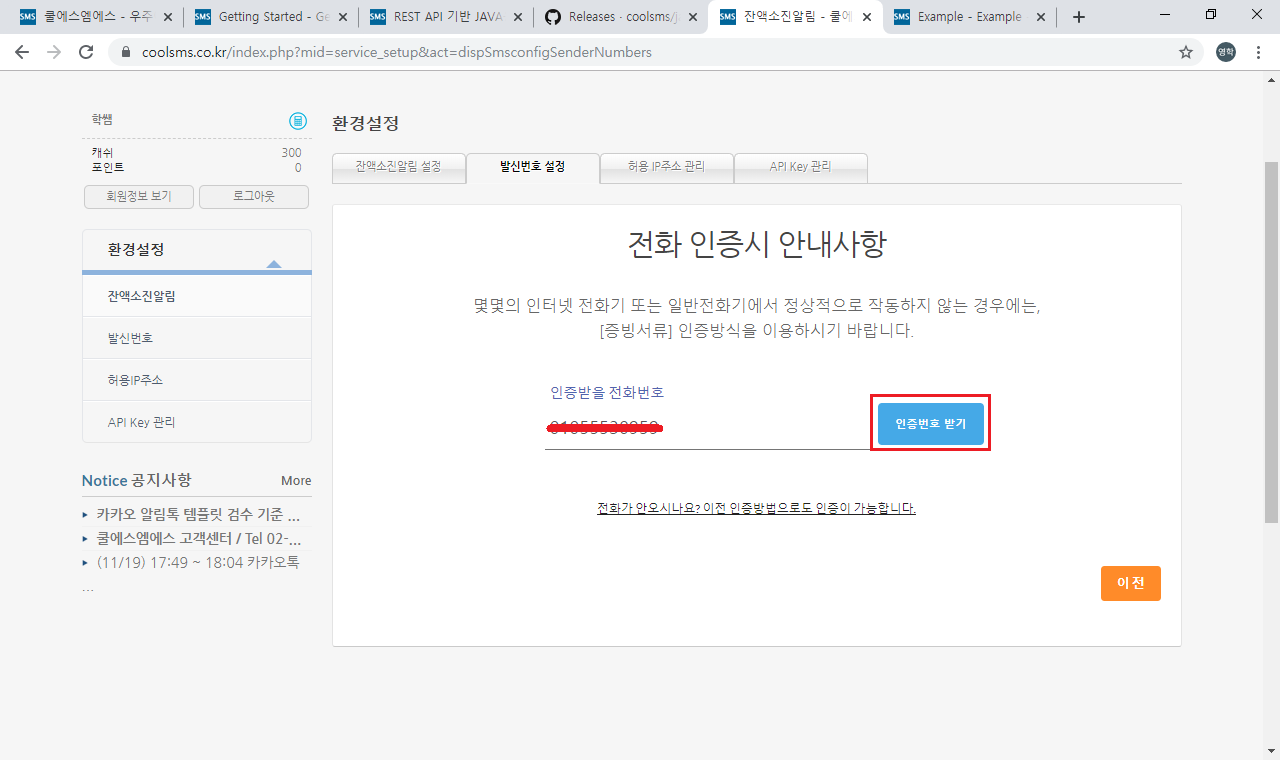 쿨에스엠에스 - 우주
Getting Started - Ge
REST API 기반 JAVA
Releases · coolsms/j
잔액소진알림 - 쿨에
Example - Example
coolsms.co.kr/index.php?mid=service_setup&act=dispSmsconfigSenderNumbers
영학
학쌤
캐쉬 300
포인트 0
회원정보 보기 로그아웃
환경설정
잔액소진알림
발신번호
허용IP주소
API Key 관리
Notice 공지사항 More
카카오 알림톡 템플릿 검수 기준 ...
쿨에스엠에스 고객센터 / Tel 02-...
(11/19) 17:49 ~ 18:04 카카오톡
...
환경설정
잔액소진알림 설정 발신번호 설정 허용 IP주소 관리 API Key 관리
전화 인증시 안내사항
몇몇의 인터넷 전화기 또는 일반전화기에서 정상적으로 작동하지 않는 경우에는,
[증빙서류] 인증방식을 이용하시기 바랍니다.
인증받을 전화번호
인증번호 받기
전화가 안오시나요? 이전 인증방법으로도 인증이 가능합니다.
이전